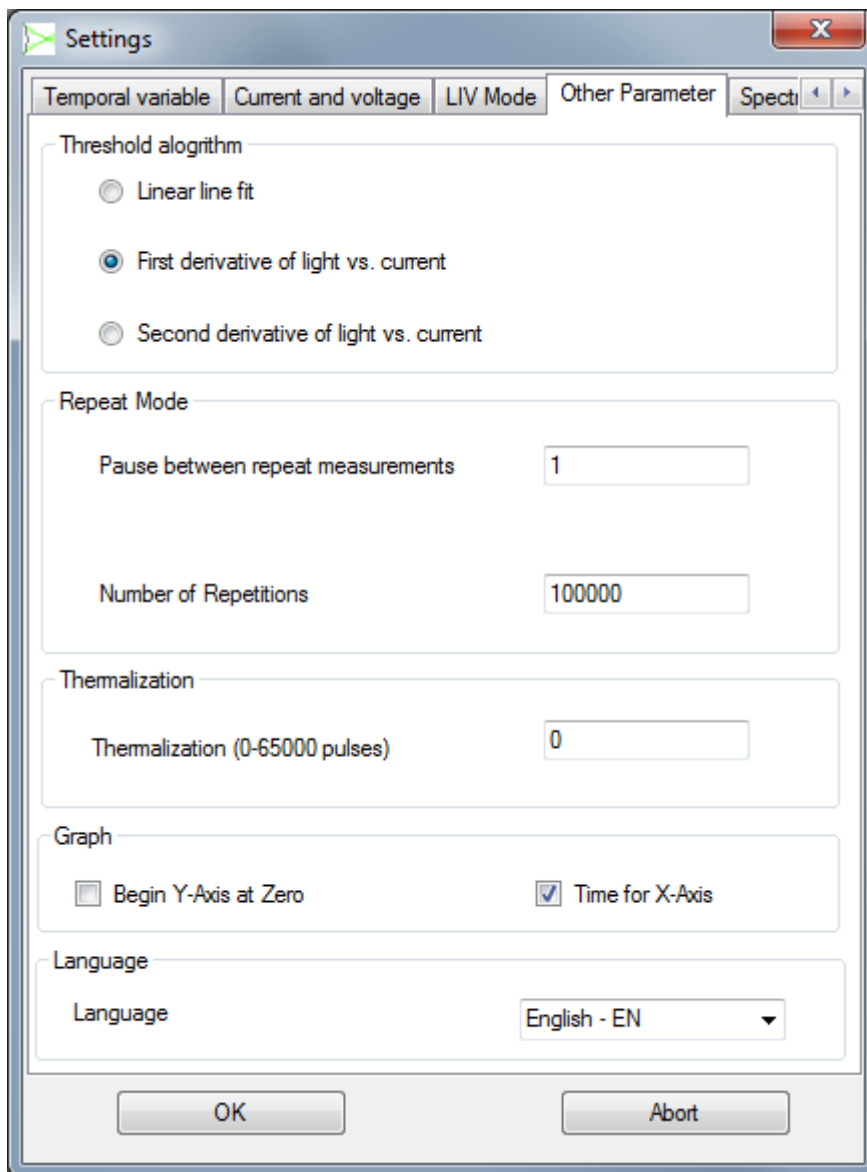 Settings
Temporal variable Current and voltage LIV Mode Other Parameter Spectr
Threshold alogrithm
Linear line fit
First derivative of light vs. current
Second derivative of light vs. current
Repeat Mode
Pause between repeat measurements 1
Number of Repetitions 100000
Thermalization
Thermalization (0-65000 pulses) 0
Graph
Begin Y-Axis at Zero Time for X-Axis
Language
Language English - EN
OK Abort